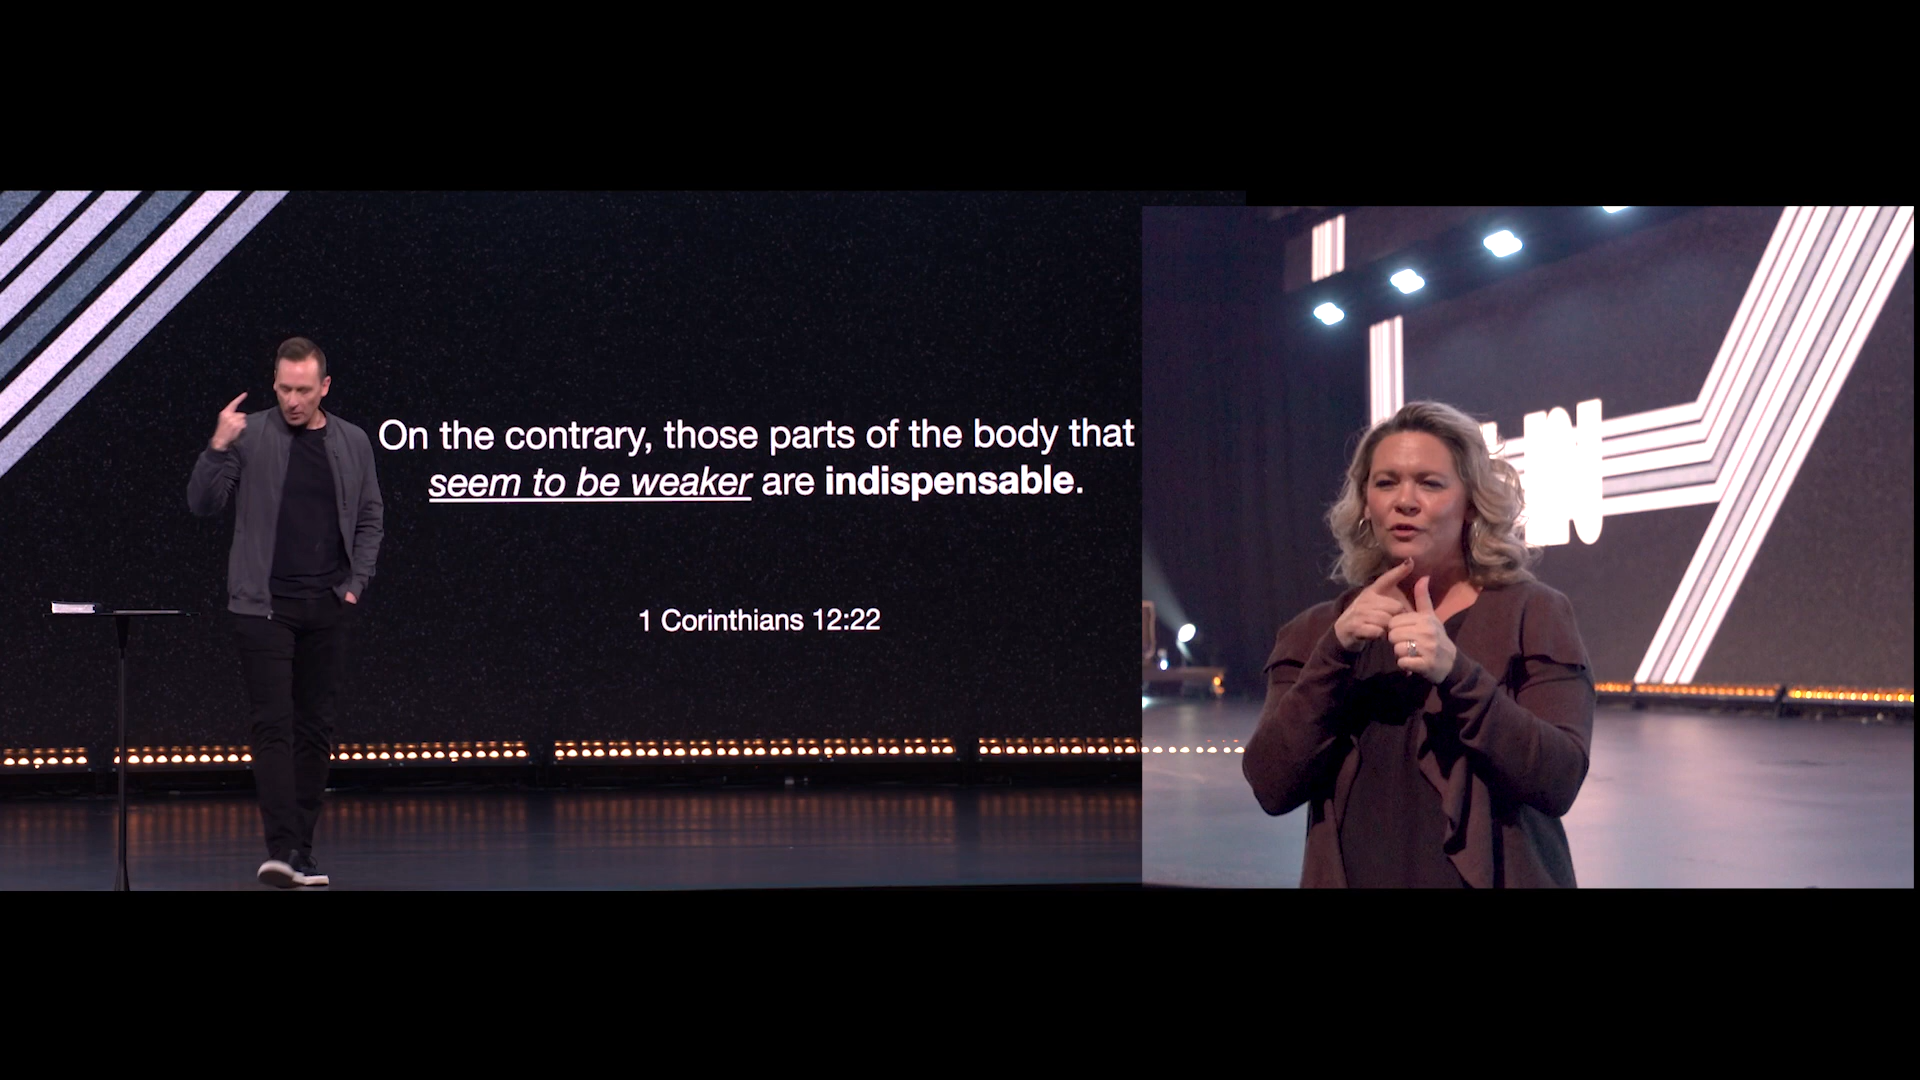 On the contrary, those parts of the body that
seem to be weaker are indispensable.
1 Corinthians 12:22